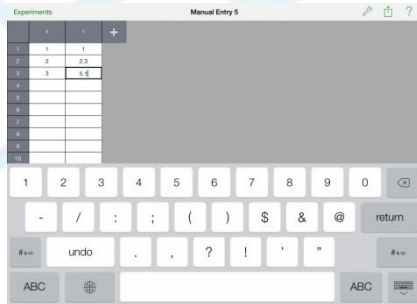 Experiments Manual Entry 5 ?
X Y +
1 1 1
2 2 2.3
3 3 5.1
4
5
6
7
8
9
10
1 2 3 4 5 6 7 8 9 0
- / : ; ( ) $ & @ return
#+= undo . , ? ! ' " #+=
ABC ABC